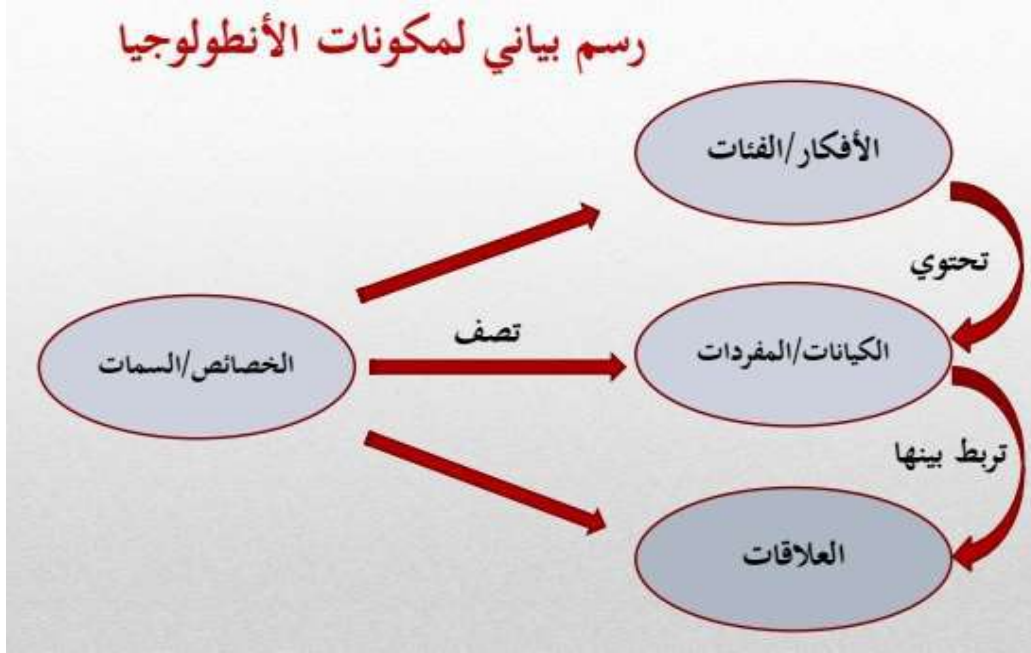 رسم بياني لمكونات الأنطولوجيا
الأفكار/الفئات
تحتوي
تصف
الكيانات/المفردات
الخصائص/السمات
تربط بينها
العلاقات